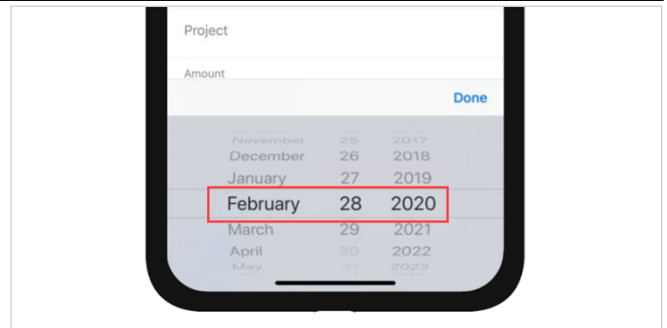 Project
Amount
Done
November 25 2017
December 26 2018
January 27 2019
February 28 2020
March 29 2021
April 30 2022
May 31 2023